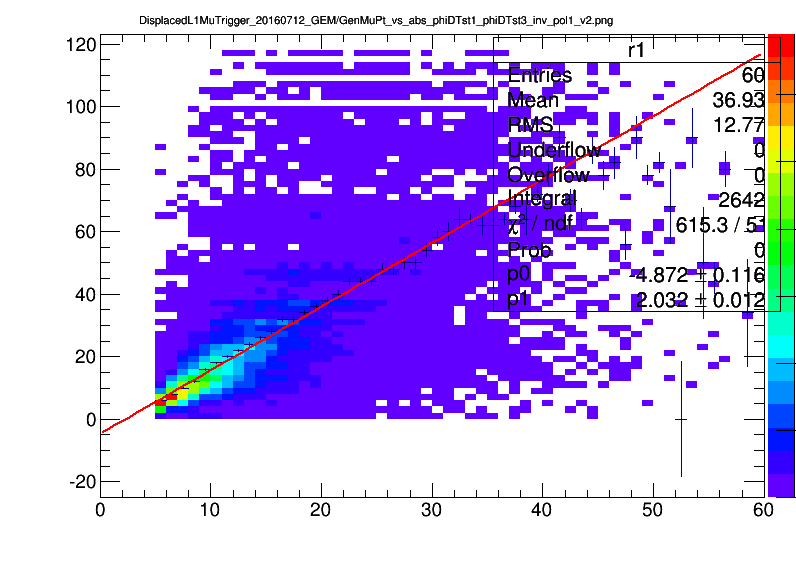 DisplacedL1MuTrigger_20160712_GEM/GenMuPt_vs_abs_phiDTst1_phiDTst3_inv_pol1_v2.png
120
100
80
60
40
20
0
-20
r1
Entries 60
Mean 36.93
RMS 12.77
Underflow 0
Overflow 0
Integral 2642
χ² / ndf 615.3 / 51
Prob 0
p0 -4.872 ± 0.116
p1 2.032 ± 0.012
0 10 20 30 40 50 60